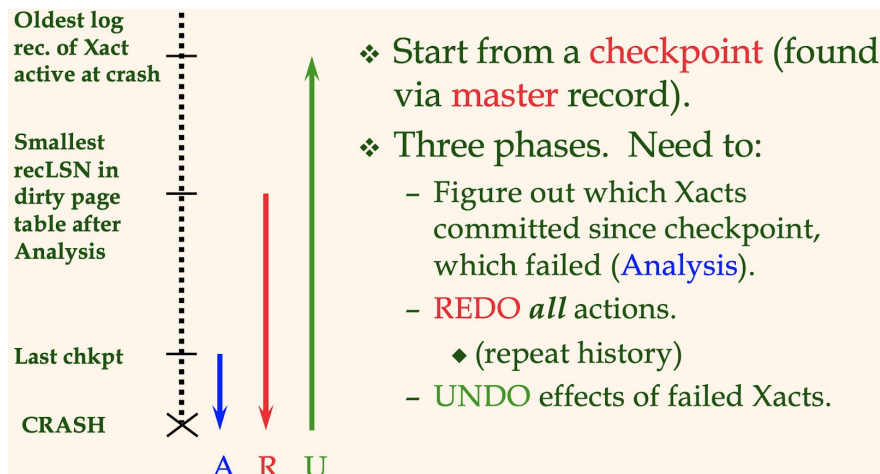 Oldest log
rec. of Xact
active at crash
Smallest
recLSN in
dirty page
table after
Analysis
Last chkpt
CRASH
A R U
❖ Start from a checkpoint (found
via master record).
❖ Three phases. Need to:
– Figure out which Xacts
committed since checkpoint,
which failed (Analysis).
– REDO all actions.
◆ (repeat history)
– UNDO effects of failed Xacts.